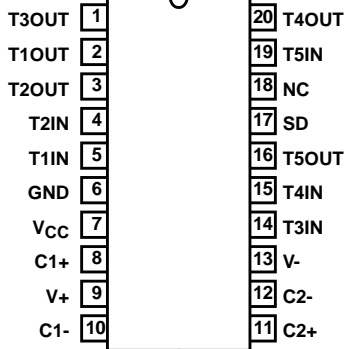 T3OUT 1 20 T4OUT
T1OUT 2 19 T5IN
T2OUT 3 18 NC
T2IN 4 17 SD
T1IN 5 16 T5OUT
GND 6 15 T4IN
VCC 7 14 T3IN
C1+ 8 13 V-
V+ 9 12 C2-
C1- 10 11 C2+